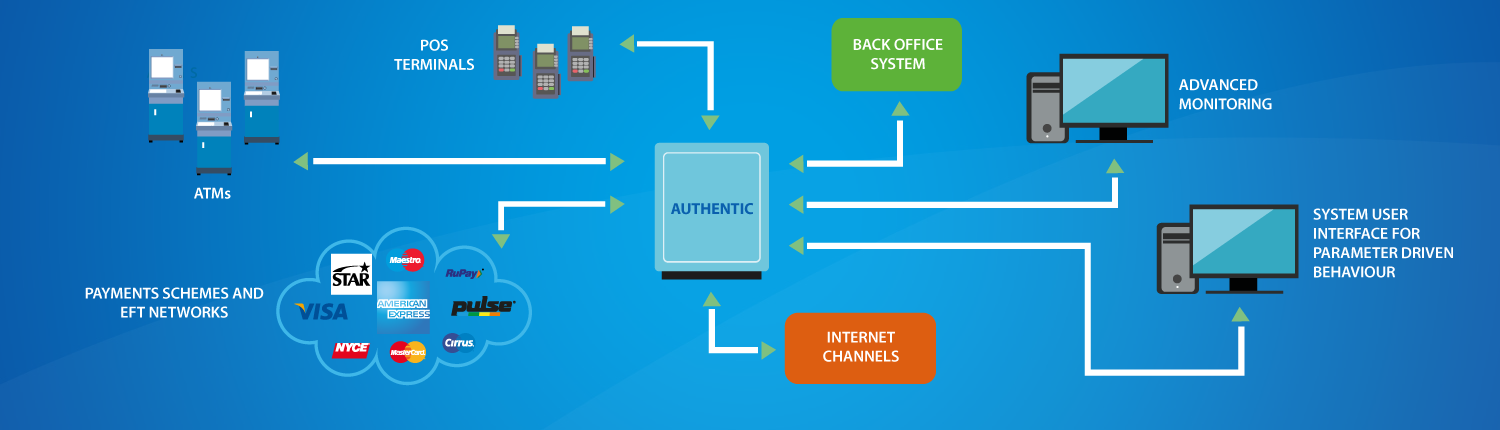 POS
TERMINALS
BACK OFFICE
SYSTEM
ADVANCED
MONITORING
ATMs
AUTHENTIC
SYSTEM USER
INTERFACE FOR
PARAMETER DRIVEN
BEHAVIOUR
PAYMENTS SCHEMES AND
EFT NETWORKS
STAR
Maestro
RuPay
VISA
AMERICAN
EXPRESS
pulse
NYCE
MasterCard
Cirrus
INTERNET
CHANNELS